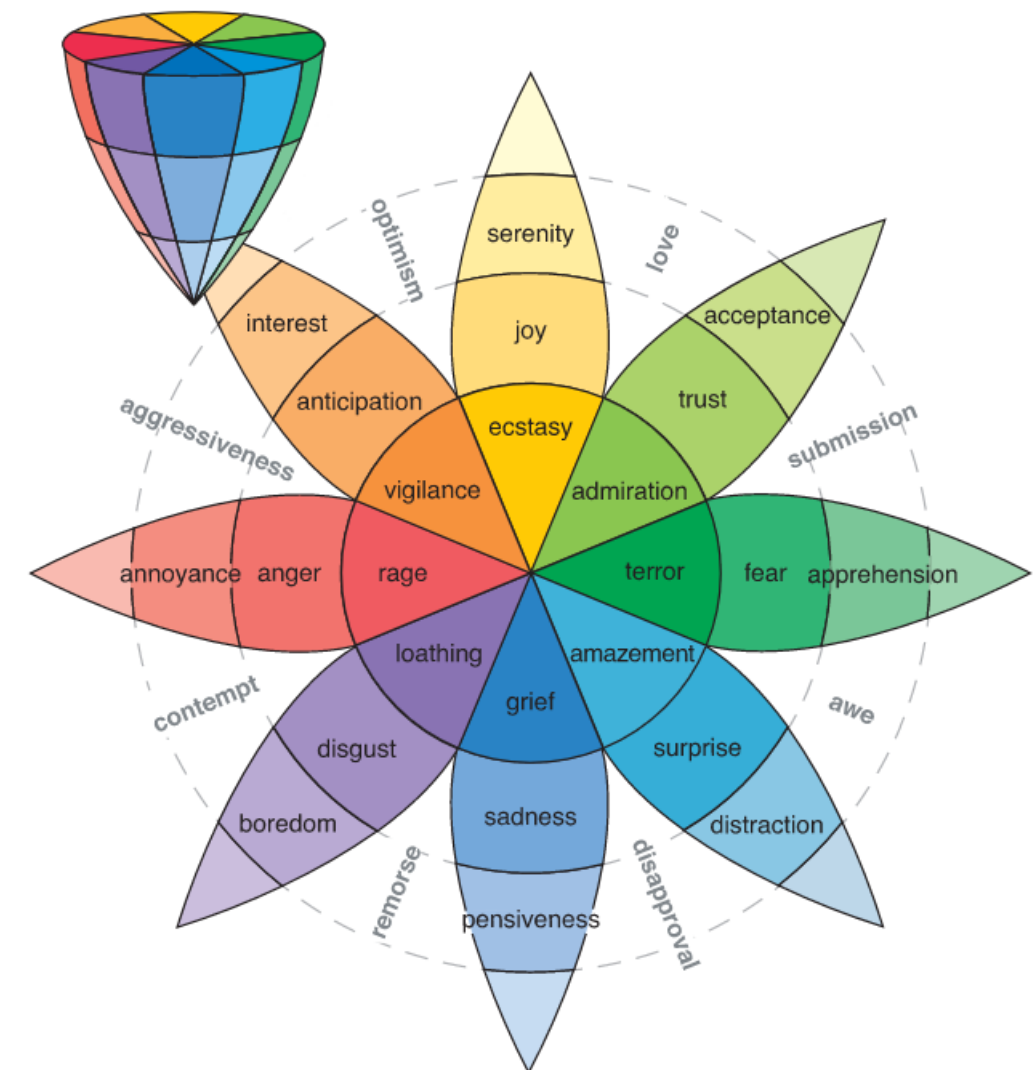 optimism
love
serenity
interest
acceptance
joy
anticipation
trust
aggressiveness
ecstasy
submission
vigilance
admiration
annoyance
anger
rage
terror
fear
apprehension
loathing
amazement
contempt
grief
awe
disgust
surprise
boredom
sadness
distraction
remorse
disapproval
pensiveness